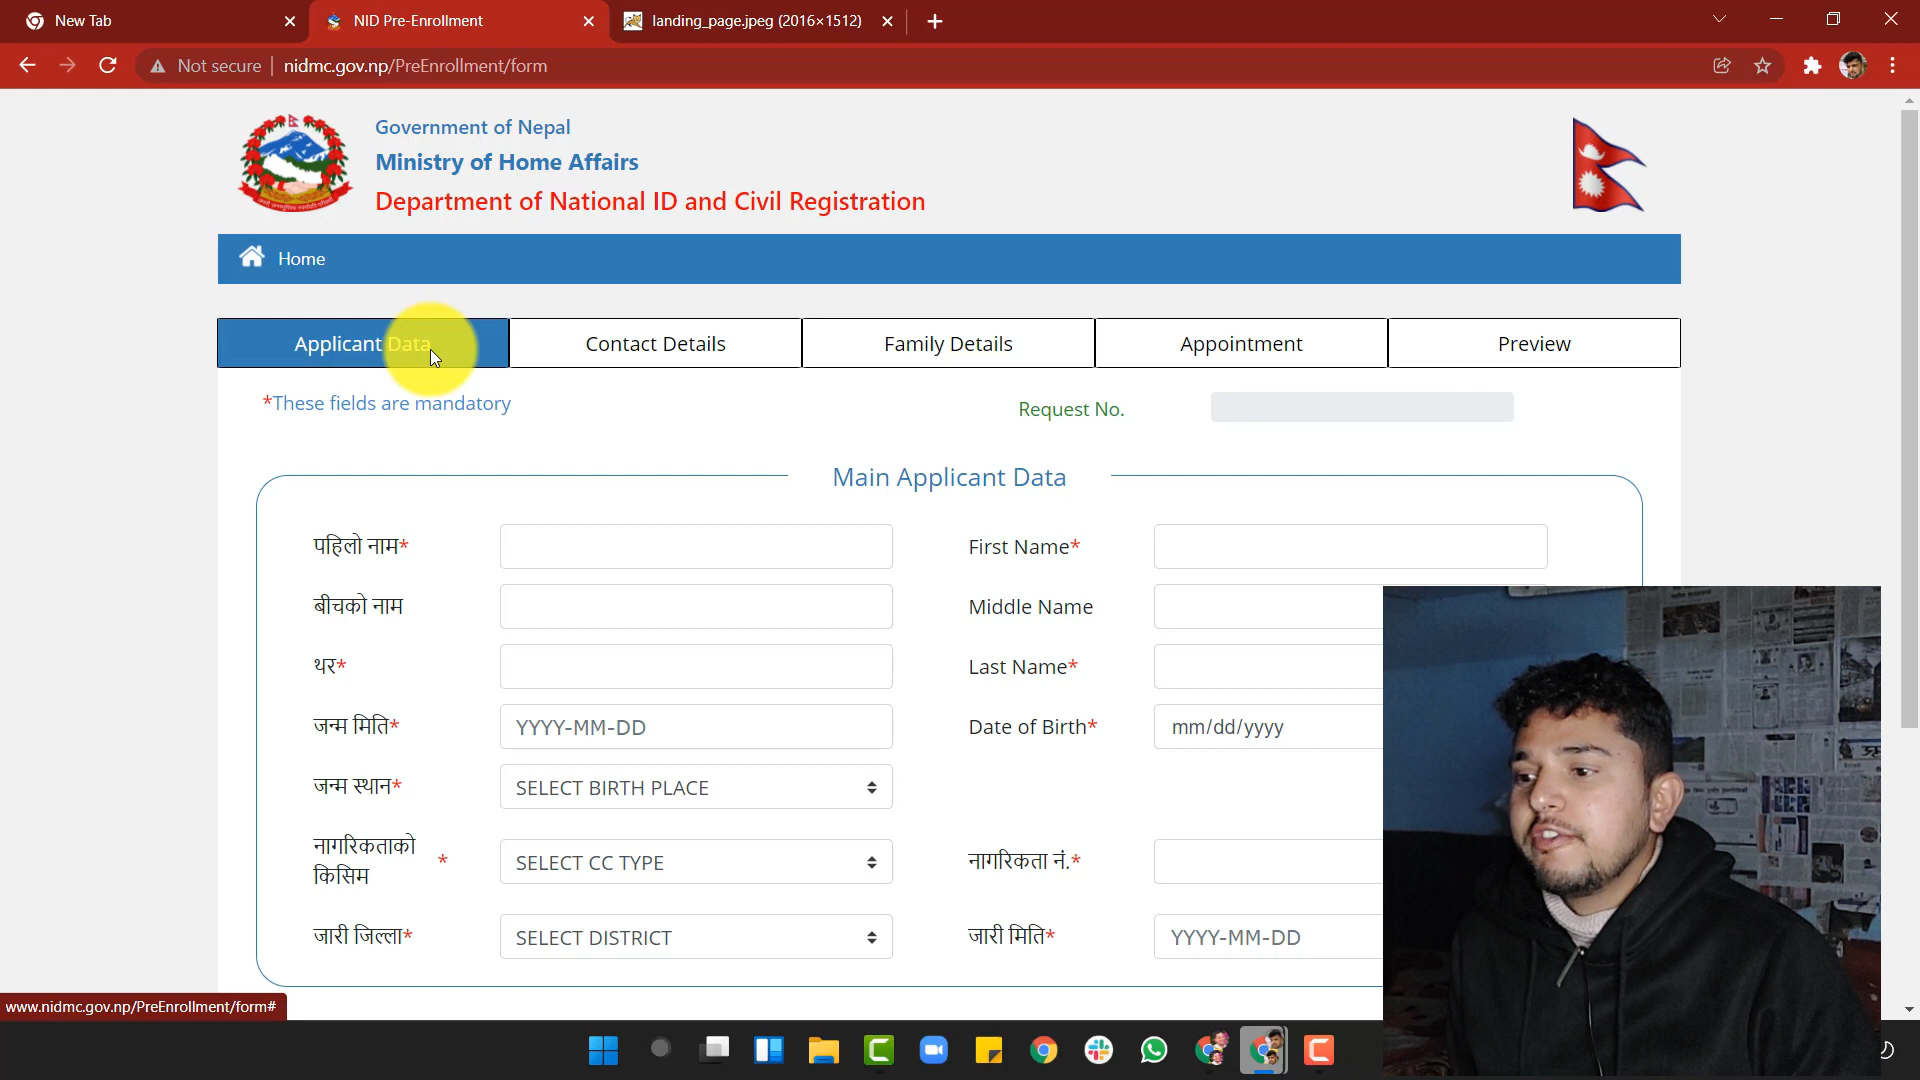 New Tab
NID Pre-Enrollment
landing_page.jpeg (2016×1512)
Not secure
nidmc.gov.np/PreEnrollment/form
Government of Nepal
Ministry of Home Affairs
Department of National ID and Civil Registration
Home
Applicant Data
Contact Details
Family Details
Appointment
Preview
*These fields are mandatory
Request No.
Main Applicant Data
पहिलो नाम*
First Name*
बीचको नाम
Middle Name
थर*
Last Name*
जन्म मिति*
YYYY-MM-DD
Date of Birth*
mm/dd/yyyy
जन्म स्थान*
SELECT BIRTH PLACE
नागरिकताको
किसिम
*
SELECT CC TYPE
नागरिकता नं.*
जारी जिल्ला*
SELECT DISTRICT
जारी मिति*
YYYY-MM-DD
www.nidmc.gov.np/PreEnrollment/form#